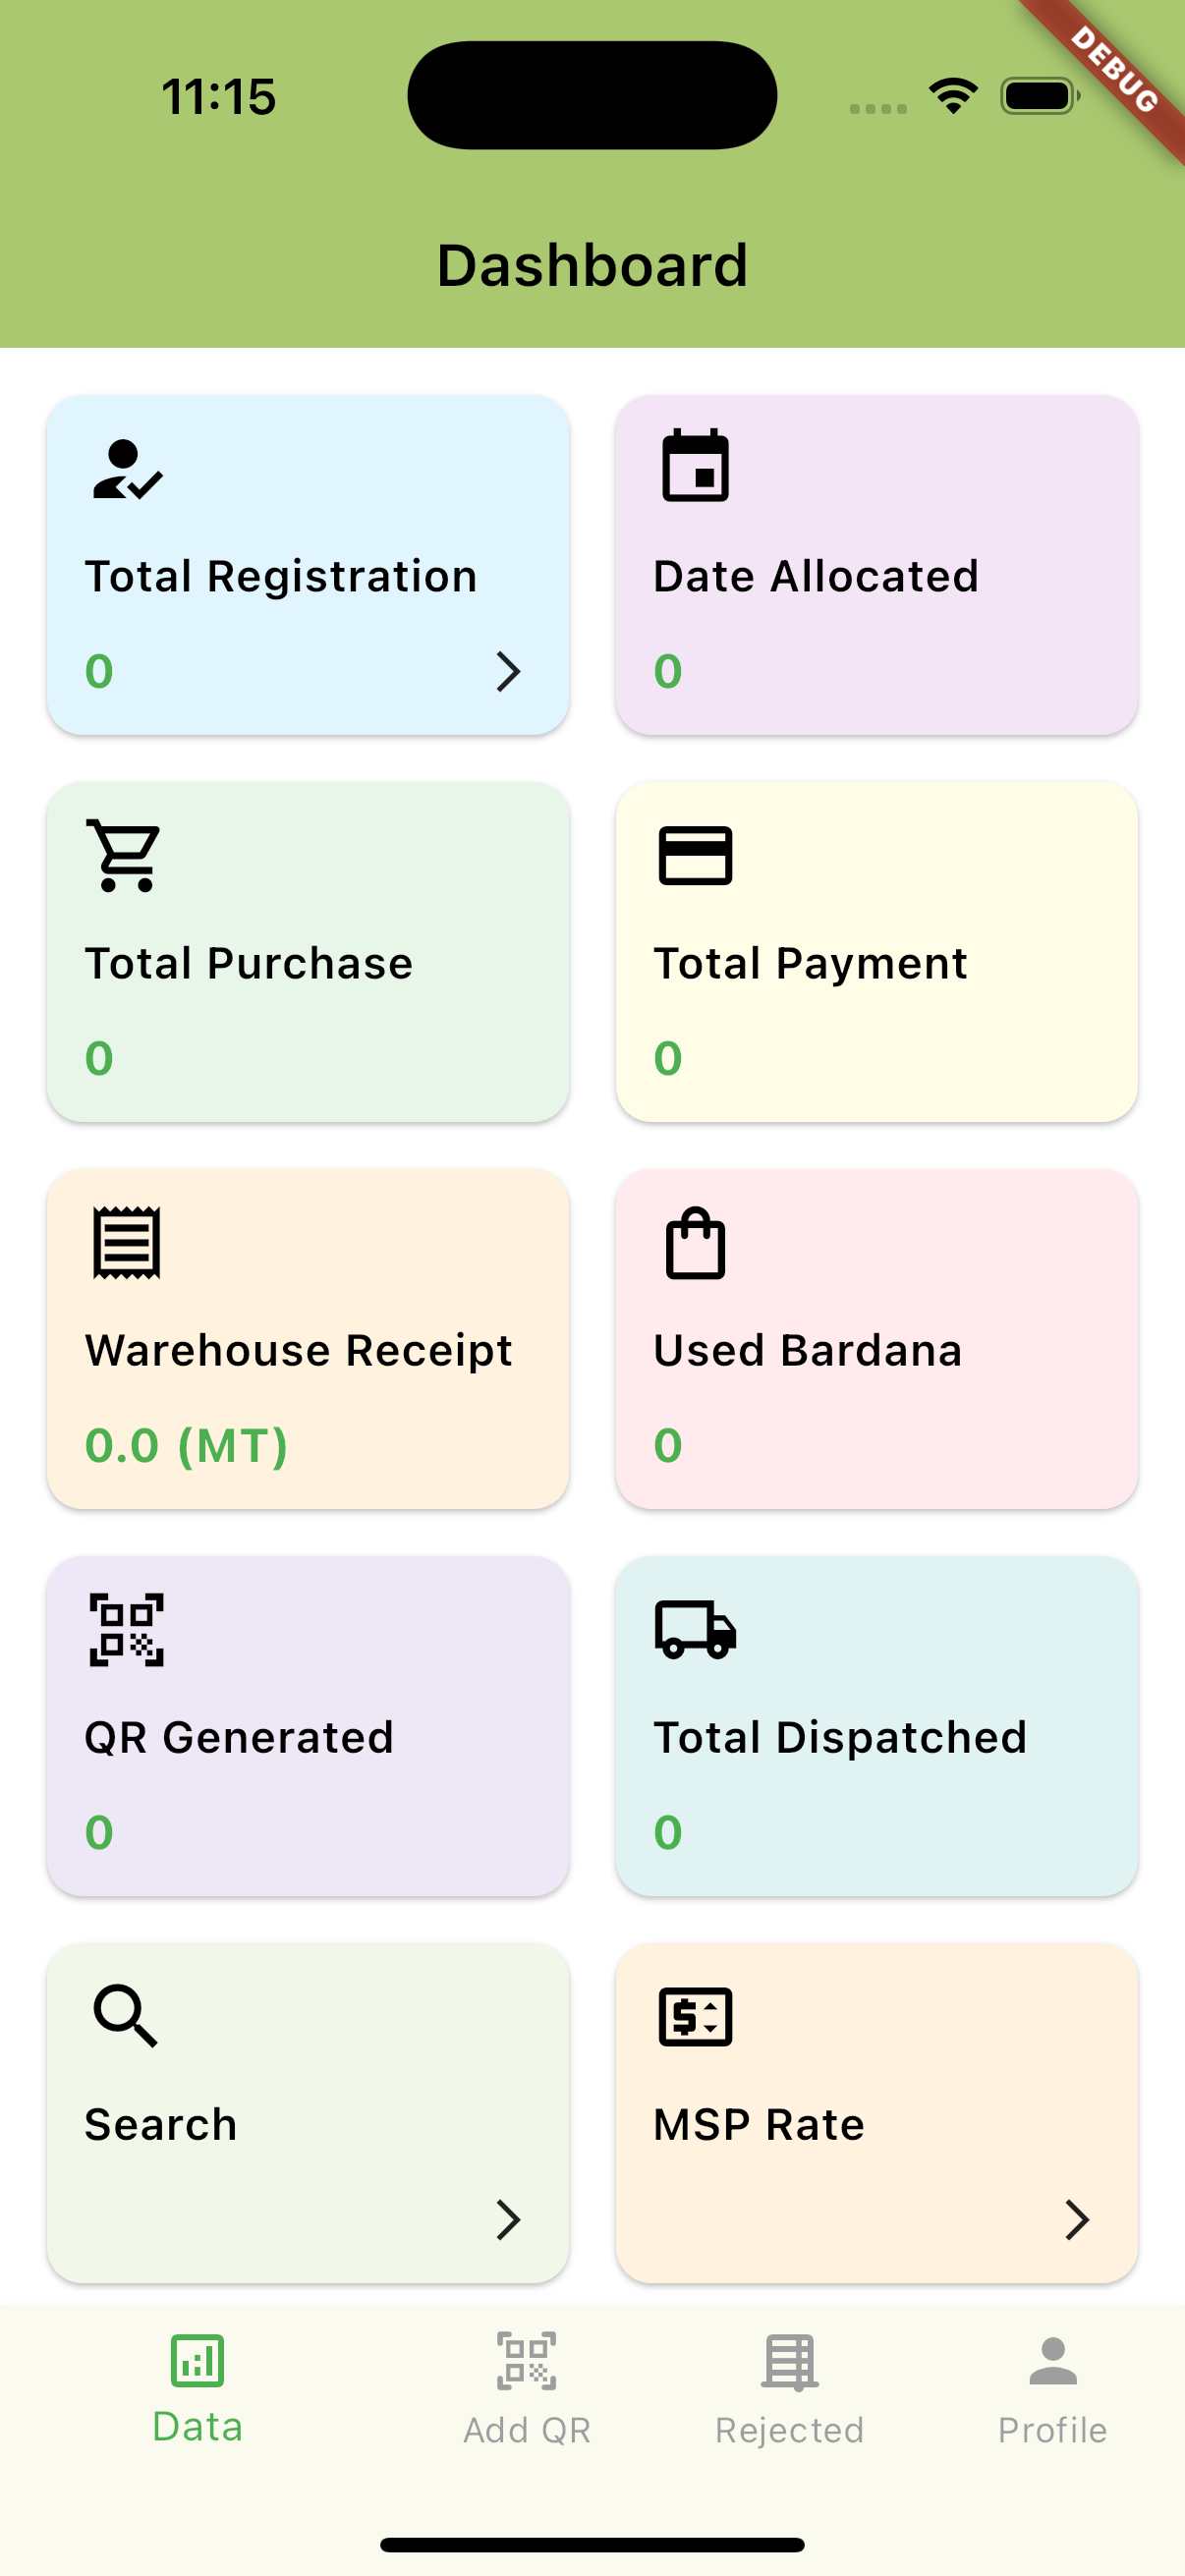 11:15
DEBUG
Dashboard
Total Registration
0
Date Allocated
0
Total Purchase
0
Total Payment
0
Warehouse Receipt
0.0 (MT)
Used Bardana
0
QR Generated
0
Total Dispatched
0
Search
MSP Rate
Data
Add QR
Rejected
Profile